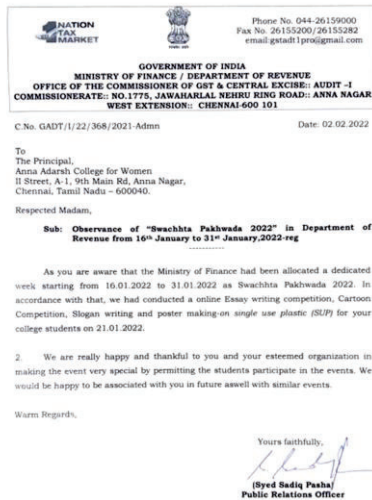 NATION
TAX
MARKET
Phone No. 044-26159000
Fax No. 26155200/26155282
email:gstadt1pro@gmail.com
GOVERNMENT OF INDIA
MINISTRY OF FINANCE / DEPARTMENT OF REVENUE
OFFICE OF THE COMMISSIONER OF GST & CENTRAL EXCISE:: AUDIT -I
COMMISSIONERATE:: NO.1775, JAWAHARLAL NEHRU RING ROAD:: ANNA NAGAR
WEST EXTENSION:: CHENNAI-600 101
C.No. GADT/I/22/368/2021-Admn Date: 02.02.2022
To
The Principal,
Anna Adarsh College for Women
II Street, A-1, 9th Main Rd, Anna Nagar,
Chennai, Tamil Nadu – 600040.
Respected Madam,
Sub: Observance of "Swachhta Pakhwada 2022" in Department of
Revenue from 16th January to 31st January,2022-reg
------------
As you are aware that the Ministry of Finance had been allocated a dedicated
week starting from 16.01.2022 to 31.01.2022 as Swachhta Pakhwada 2022. In
accordance with that, we had conducted a online Essay writing competition, Cartoon
Competition, Slogan writing and poster making-on single use plastic (SUP) for your
college students on 21.01.2022.
2. We are really happy and thankful to you and your esteemed organization in
making the event very special by permitting the students participate in the events. We
would be happy to be associated with you in future aswell with similar events.
Warm Regards,
Yours faithfully,
(Syed Sadiq Pasha)
Public Relations Officer